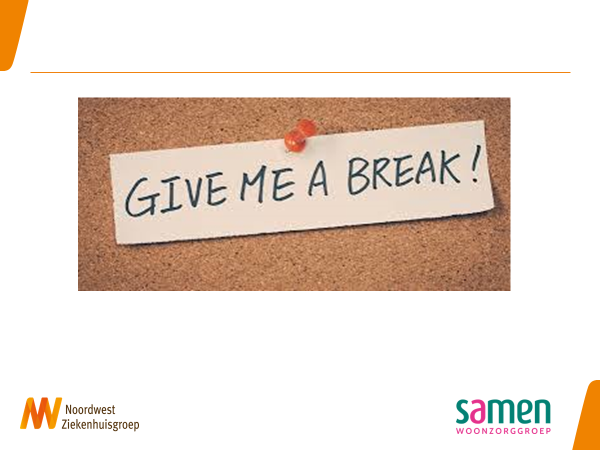 GIVE ME A BREAK!
Noordwest
Ziekenhuisgroep
samen
WOONZORGGROEP